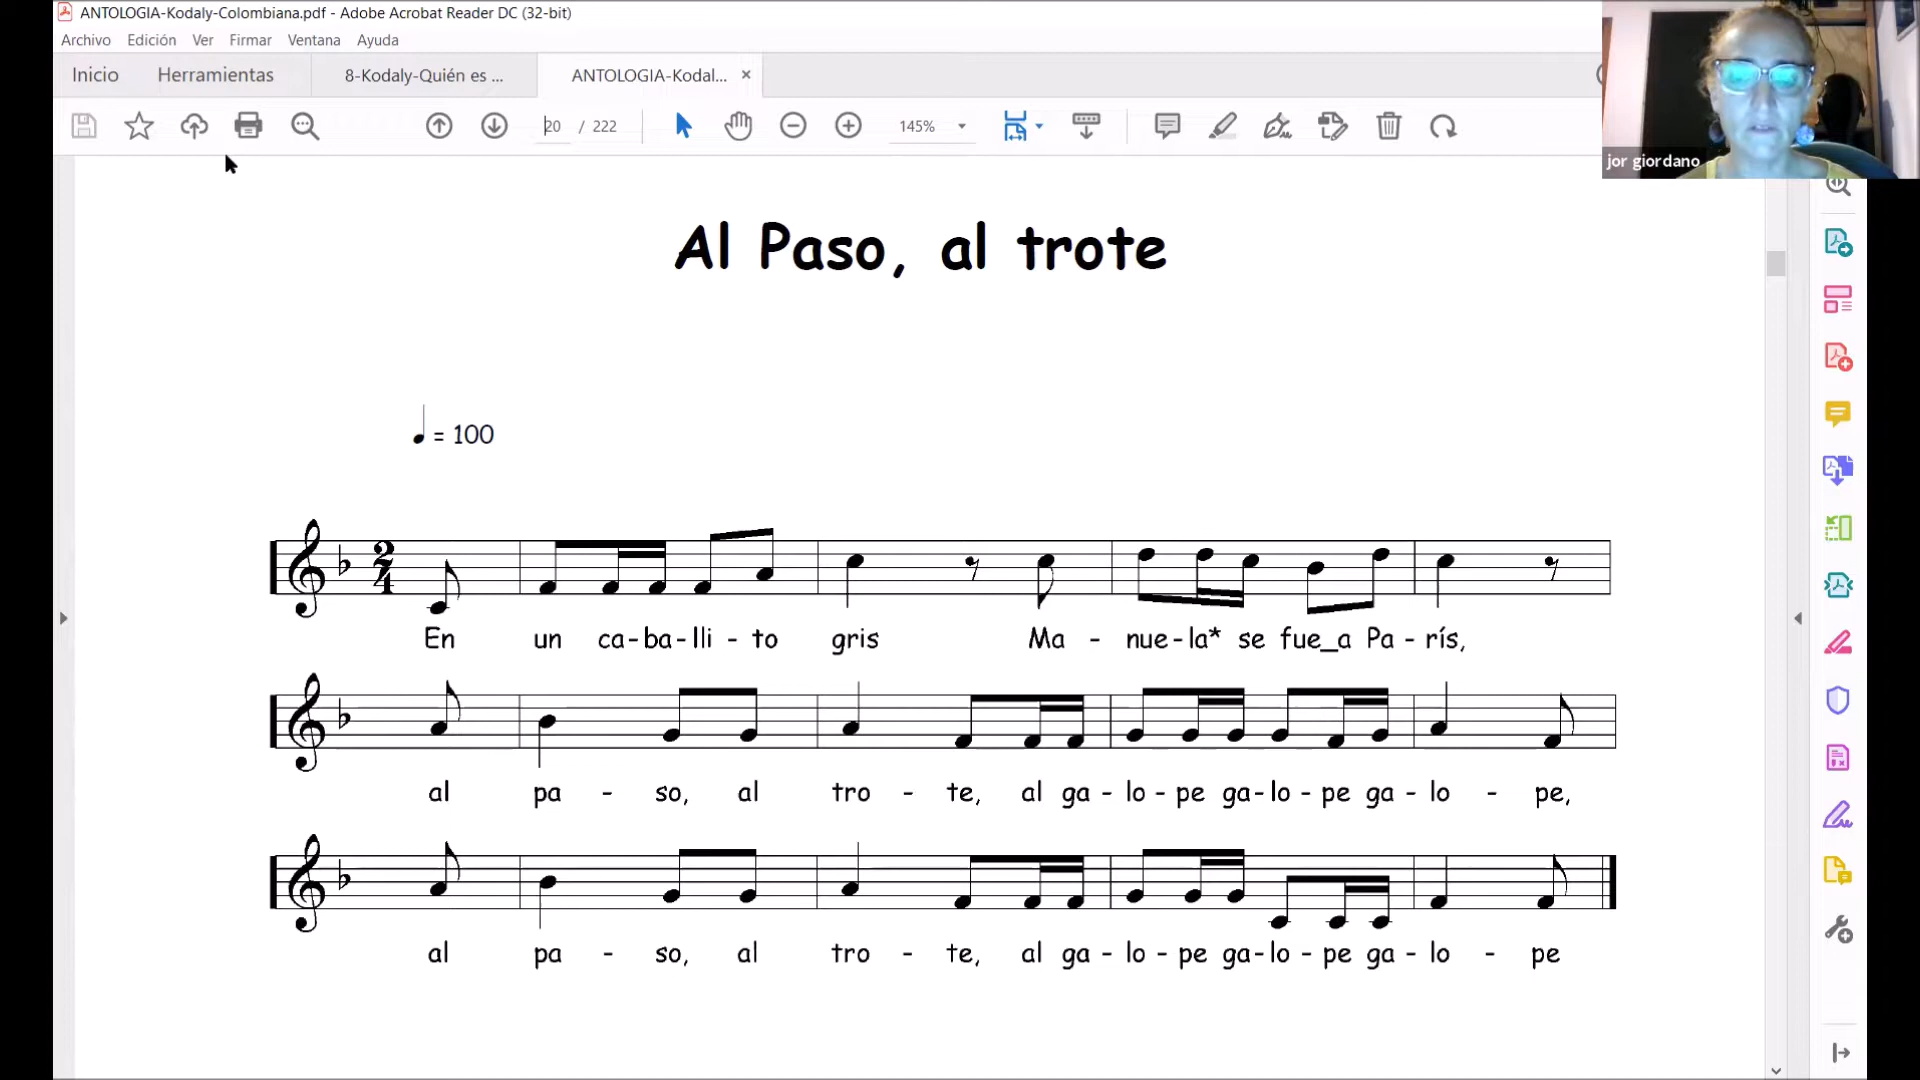 ANTOLOGIA-Kodaly-Colombiana.pdf - Adobe Acrobat Reader DC (32-bit)
Archivo Edición Ver Firmar Ventana Ayuda
Inicio Herramientas 8-Kodaly-Quién es ... ANTOLOGIA-Kodal... ×
20 / 222 145%
jor giordano
Al Paso, al trote
♩ = 100
2
4
En un ca-ba-lli - to gris Ma - nue-la* se fue_a Pa - rís,
al pa - so, al tro - te, al ga - lo - pe ga-lo - pe ga - lo - pe,
al pa - so, al tro - te, al ga - lo - pe ga-lo - pe ga - lo - pe